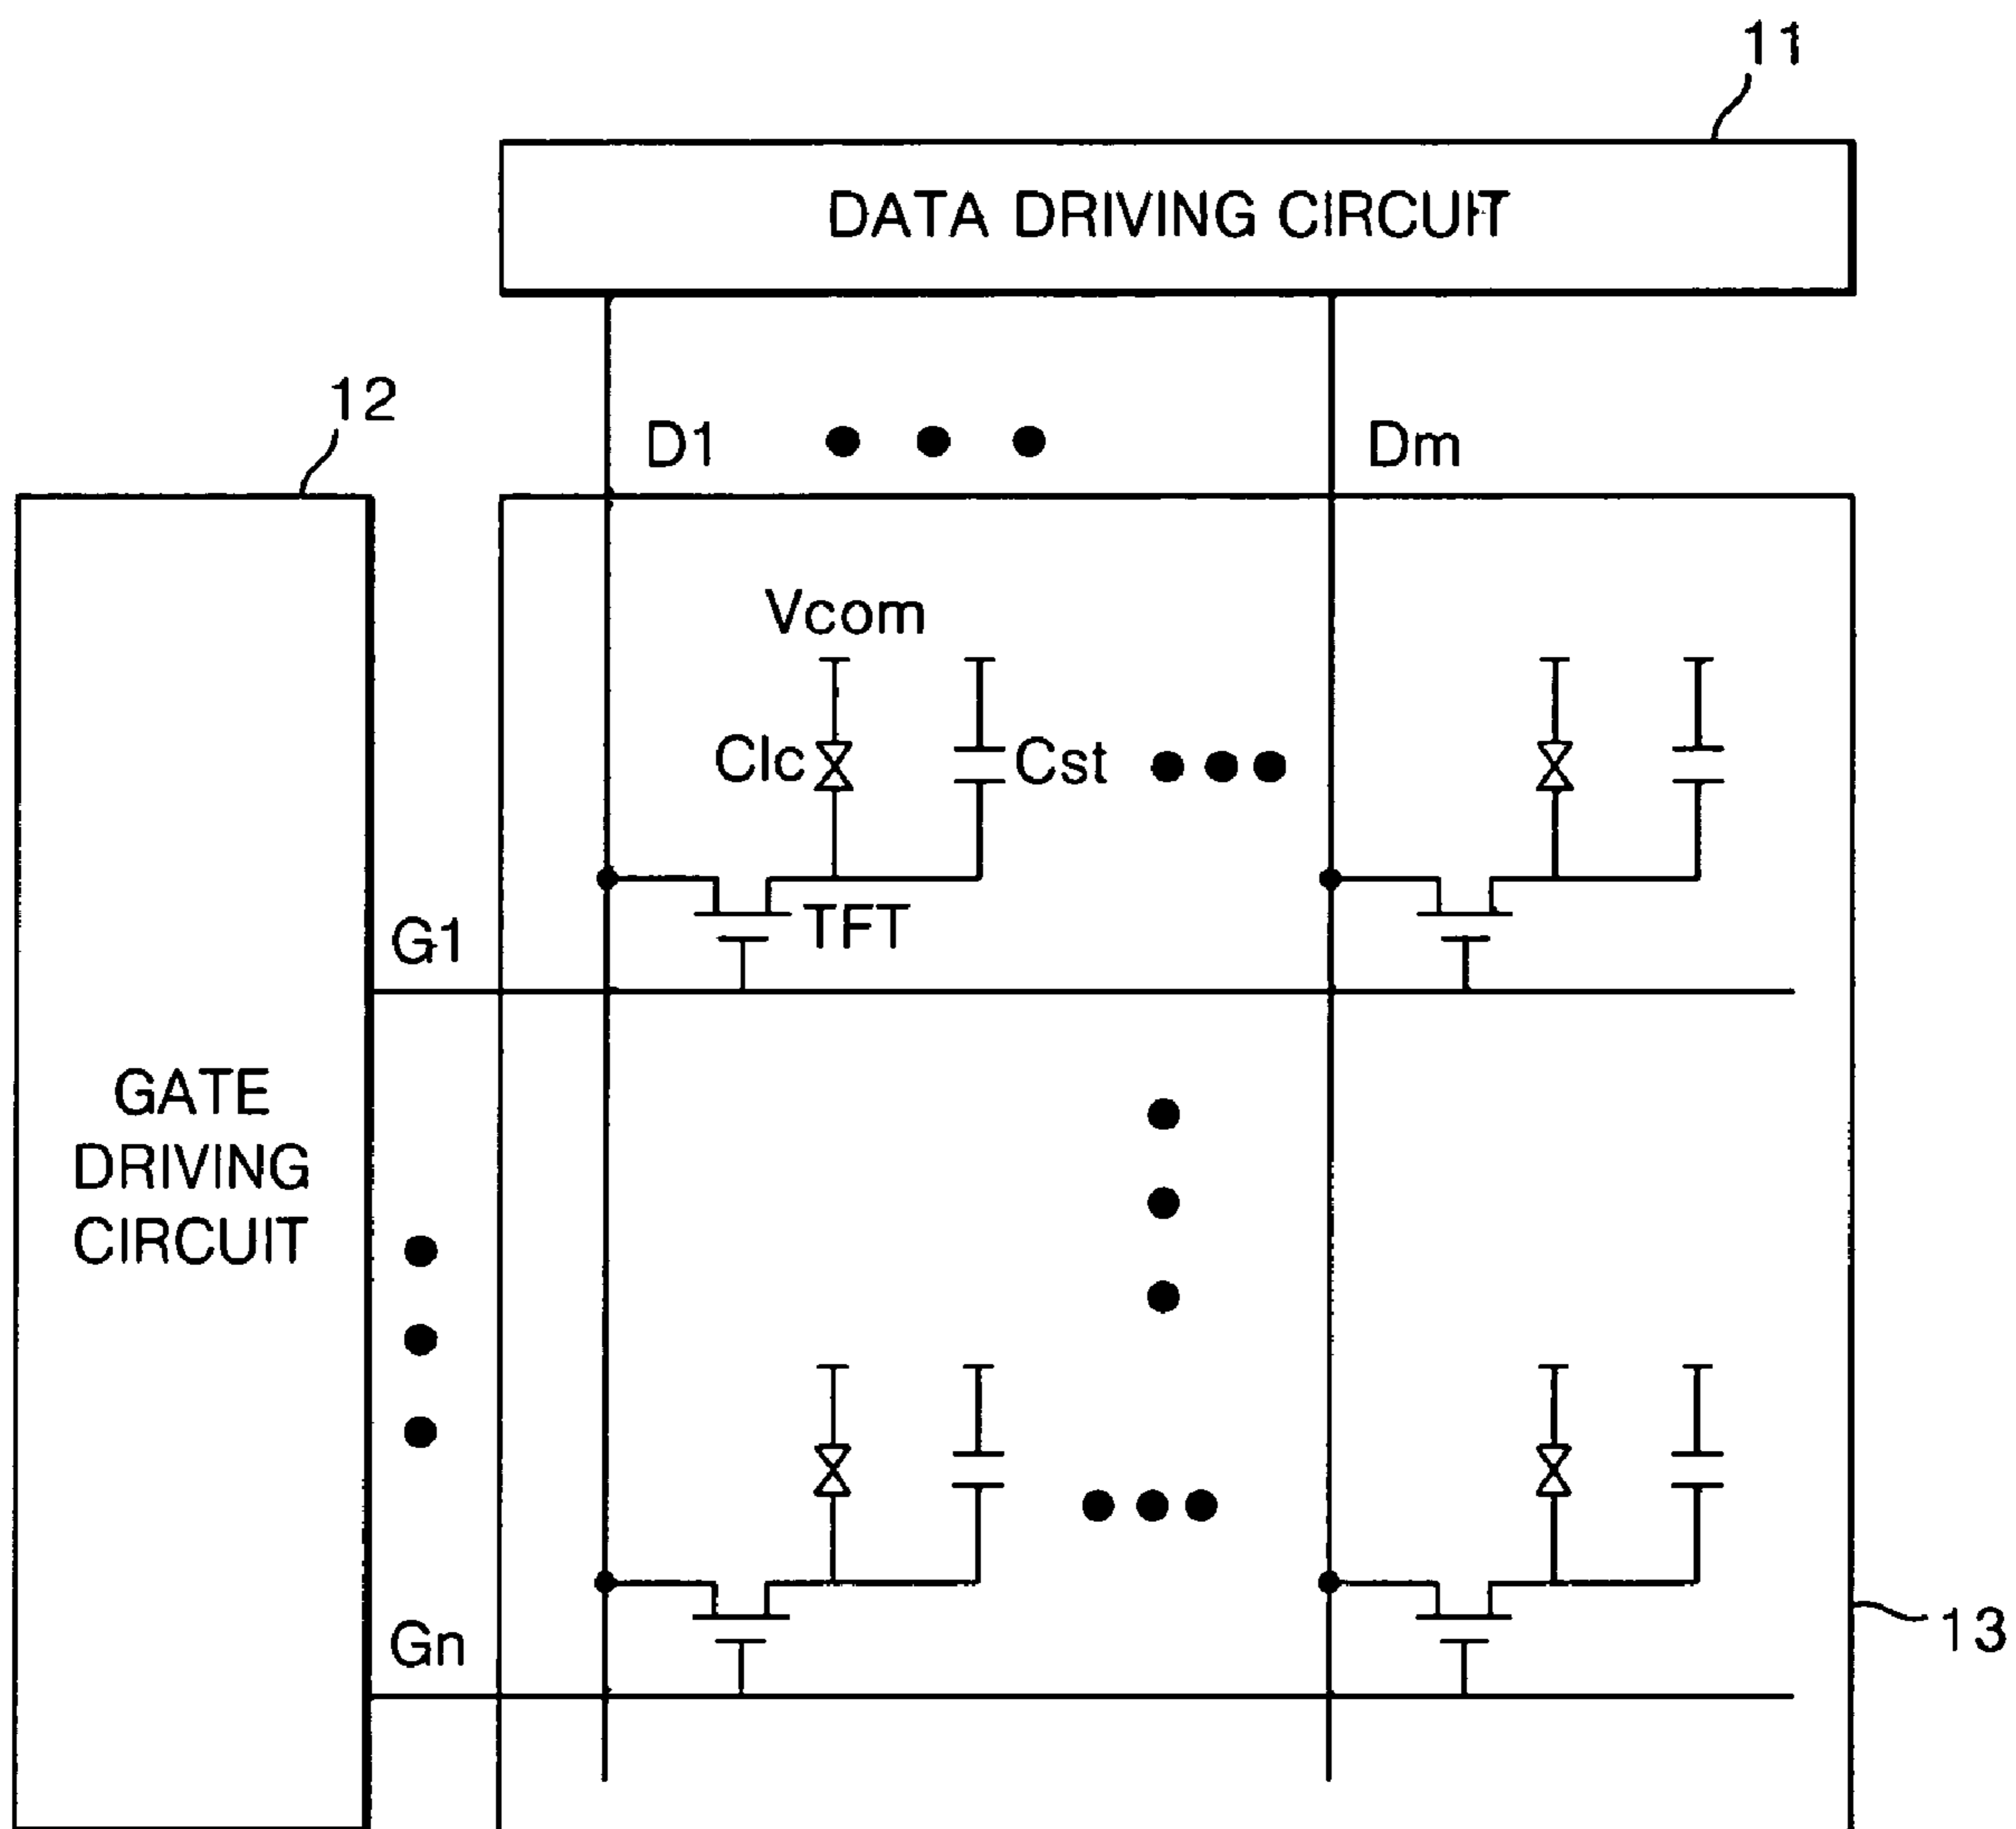 11
DATA DRIVING CIRCUIT
12
D1
Dm
Vcom
Clc
Cst
TFT
G1
GATE
DRIVING
CIRCUIT
Gn
13